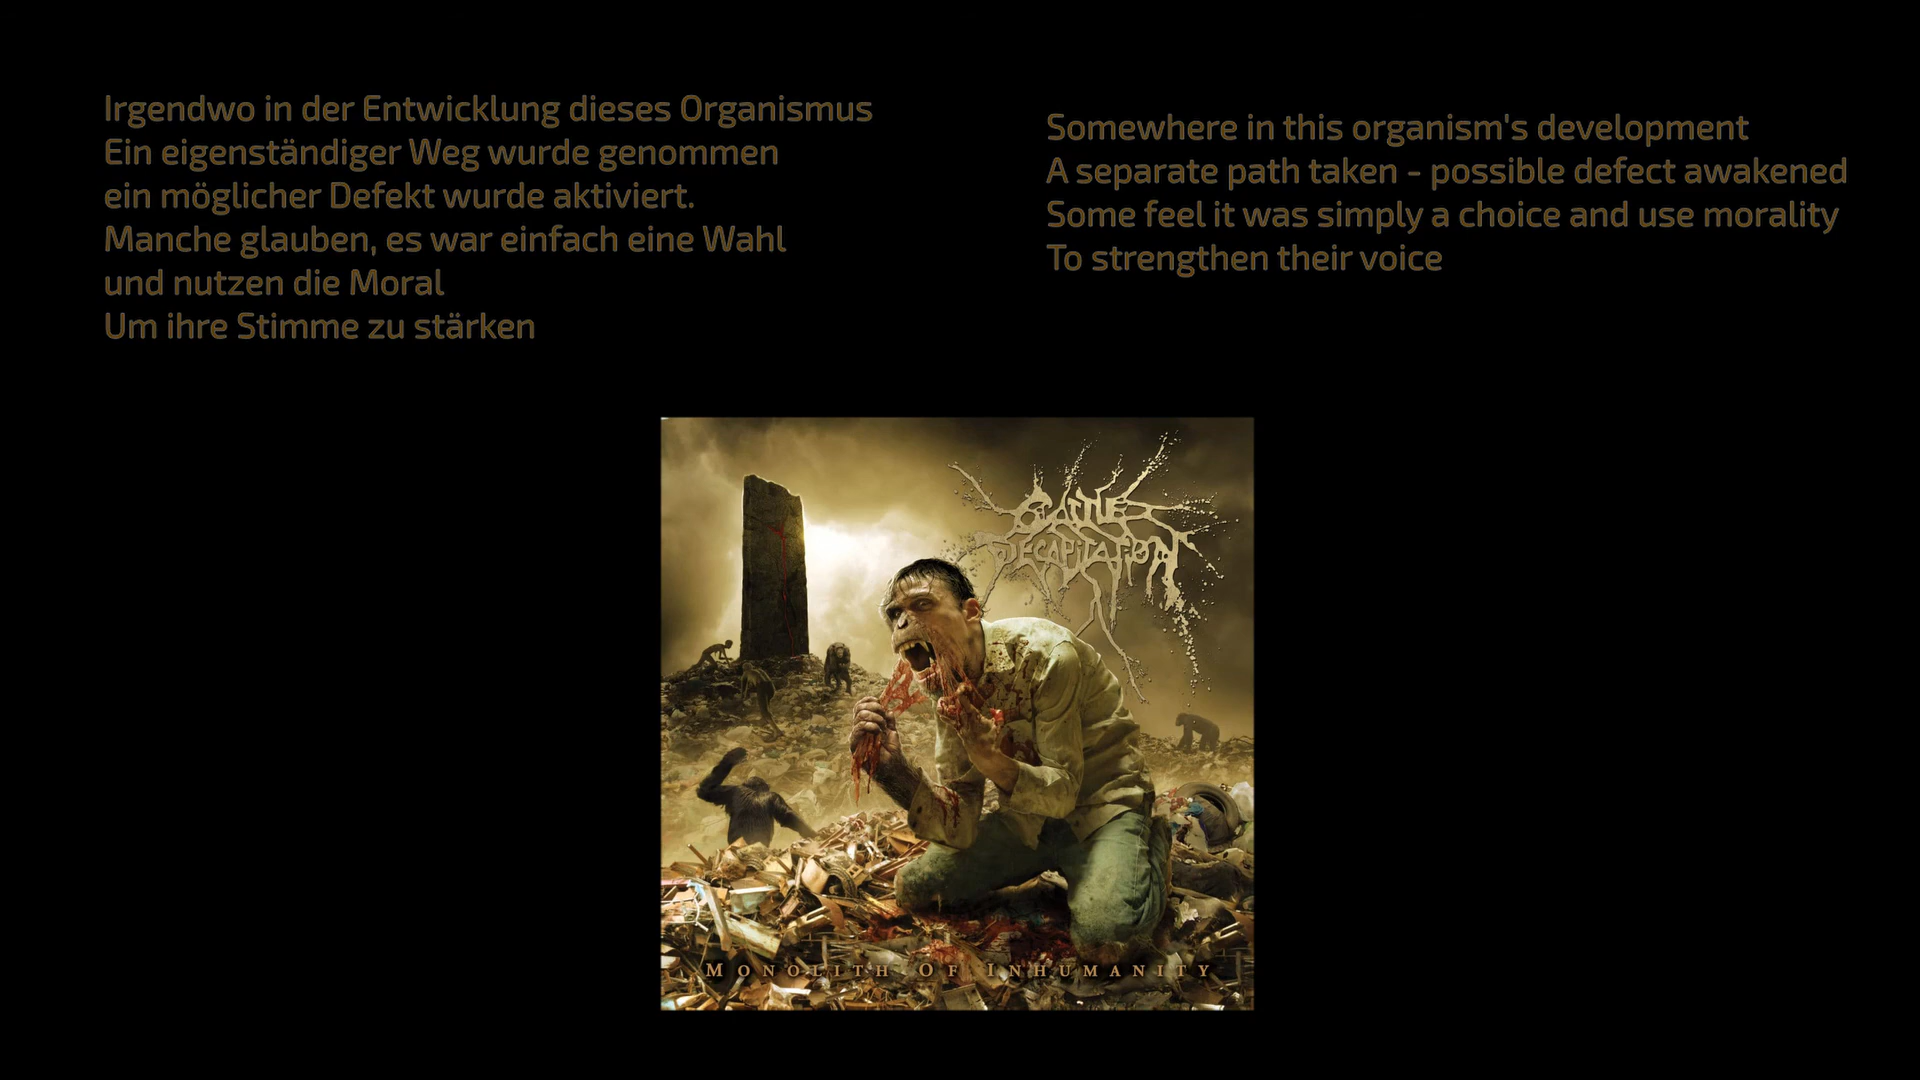 Irgendwo in der Entwicklung dieses Organismus
Ein eigenständiger Weg wurde genommen
ein möglicher Defekt wurde aktiviert.
Manche glauben, es war einfach eine Wahl
und nutzen die Moral
Um ihre Stimme zu stärken
Somewhere in this organism's development
A separate path taken - possible defect awakened
Some feel it was simply a choice and use morality
To strengthen their voice
CATTLE
DECAPITATION
MONOLITH OF INHUMANITY